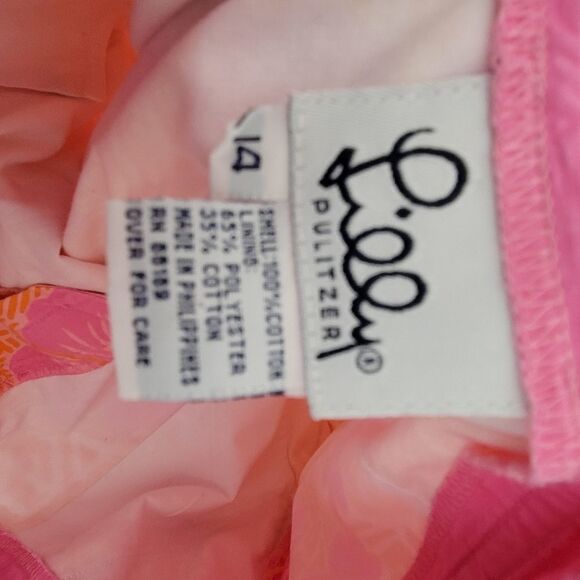 Lilly®
PULITZER
14
SHELL:100% COTTON
LINING:
65% POLYESTER
35% COTTON
MADE IN PHILIPPINES
RN 88189
OVER FOR CARE